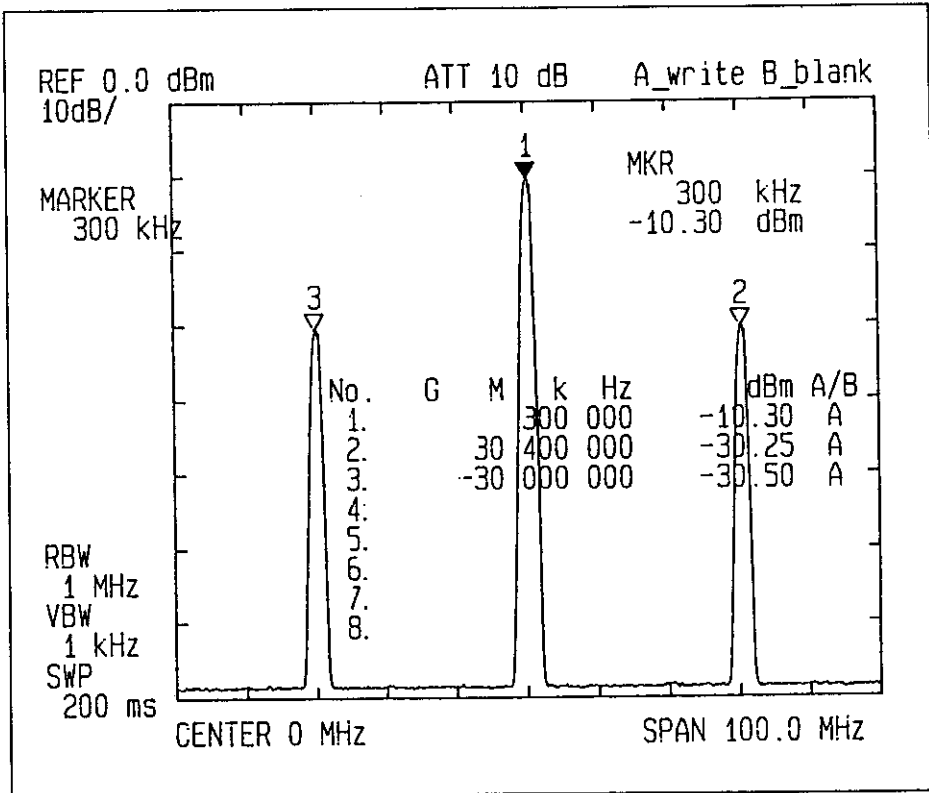 REF 0.0 dBm ATT 10 dB A_write B_blank
10dB/
1
MKR
300 kHz
-10.30 dBm
MARKER
300 kHz
3
2
No. G M k Hz dBm A/B
1. 300 000 -10.30 A
2. 30 400 000 -30.25 A
3. -30 000 000 -30.50 A
4.
5.
6.
7.
8.
RBW
1 MHz
VBW
1 kHz
SWP
200 ms
CENTER 0 MHz SPAN 100.0 MHz